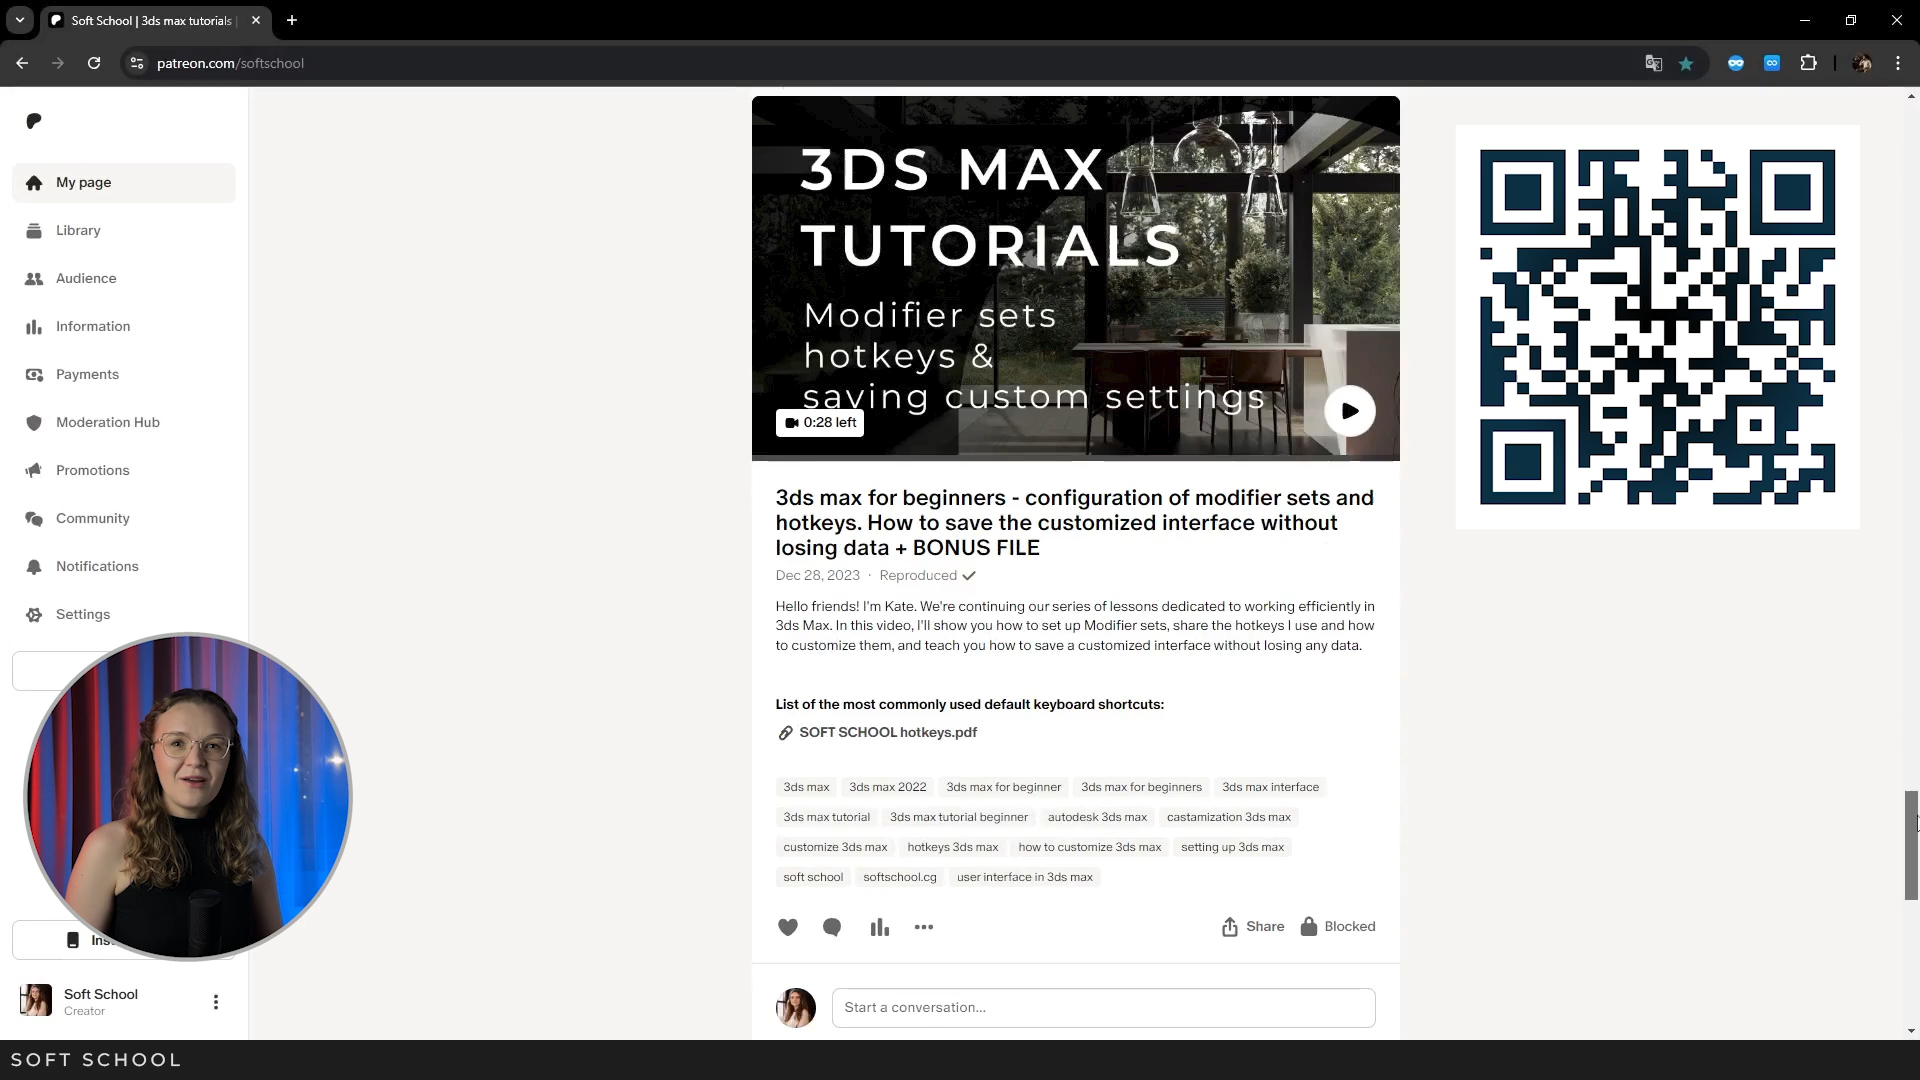 Soft School | 3ds max tutorials
patreon.com/softschool
My page
Library
Audience
Information
Payments
Moderation Hub
Promotions
Community
Notifications
Settings
Soft School
Creator
3DS MAX
TUTORIALS
Modifier sets
hotkeys &
saving custom settings
0:28 left
3ds max for beginners - configuration of modifier sets and
hotkeys. How to save the customized interface without
losing data + BONUS FILE
Dec 28, 2023 · Reproduced
Hello friends! I'm Kate. We're continuing our series of lessons dedicated to working efficiently in
3ds Max. In this video, I'll show you how to set up Modifier sets, share the hotkeys I use and how
to customize them, and teach you how to save a customized interface without losing any data.
List of the most commonly used default keyboard shortcuts:
SOFT SCHOOL hotkeys.pdf
3ds max 3ds max 2022 3ds max for beginner 3ds max for beginners 3ds max interface
3ds max tutorial 3ds max tutorial beginner autodesk 3ds max castamization 3ds max
customize 3ds max hotkeys 3ds max how to customize 3ds max setting up 3ds max
soft school softschool.cg user interface in 3ds max
Share Blocked
Start a conversation...
SOFT SCHOOL